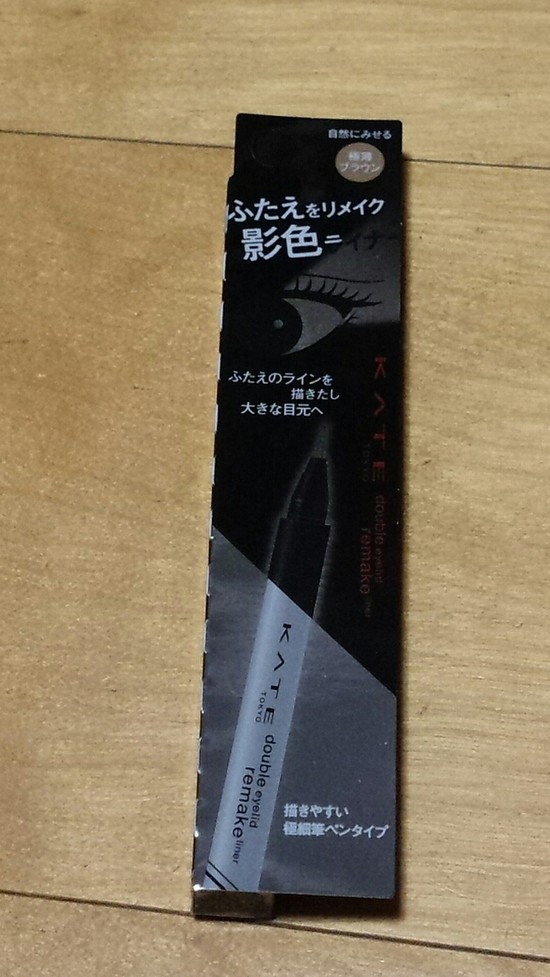 自然にみせる
極薄
ブラウン
ふたえをリメイク
影色ライナー
ふたえのラインを
描きたし
大きな目元へ
KATE
TOKYO
double eyelid
remake liner
KATE
TOKYO
double eyelid
remake liner
描きやすい
極細筆ペンタイプ